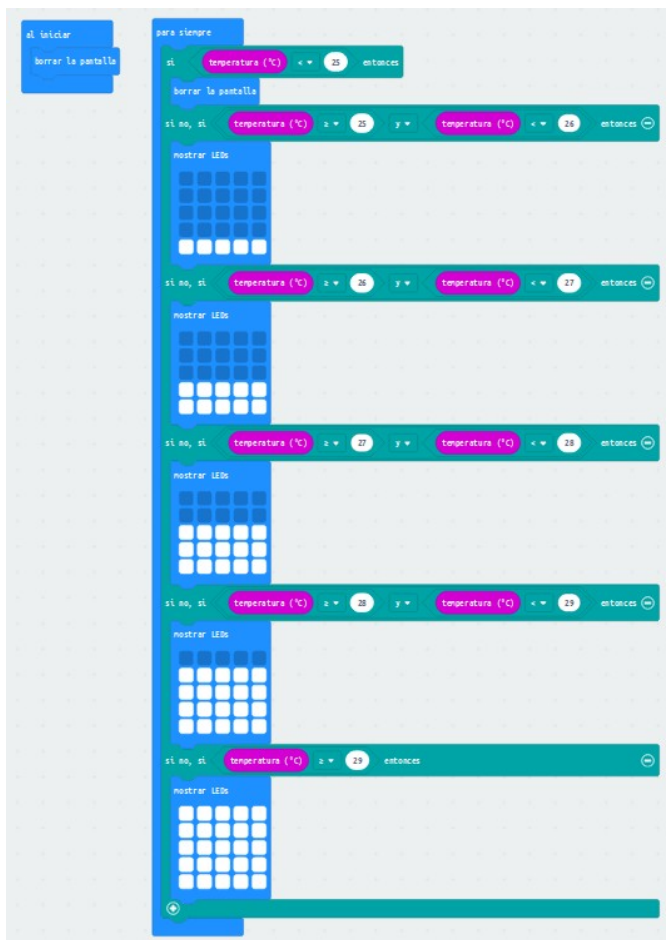 al iniciar
borrar la pantalla
para siempre
si temperatura (°C) < 25 entonces
borrar la pantalla
si no, si temperatura (°C) ≥ 25 y temperatura (°C) < 26 entonces
mostrar LEDs
si no, si temperatura (°C) ≥ 26 y temperatura (°C) < 27 entonces
mostrar LEDs
si no, si temperatura (°C) ≥ 27 y temperatura (°C) < 28 entonces
mostrar LEDs
si no, si temperatura (°C) ≥ 28 y temperatura (°C) < 29 entonces
mostrar LEDs
si no, si temperatura (°C) ≥ 29 entonces
mostrar LEDs